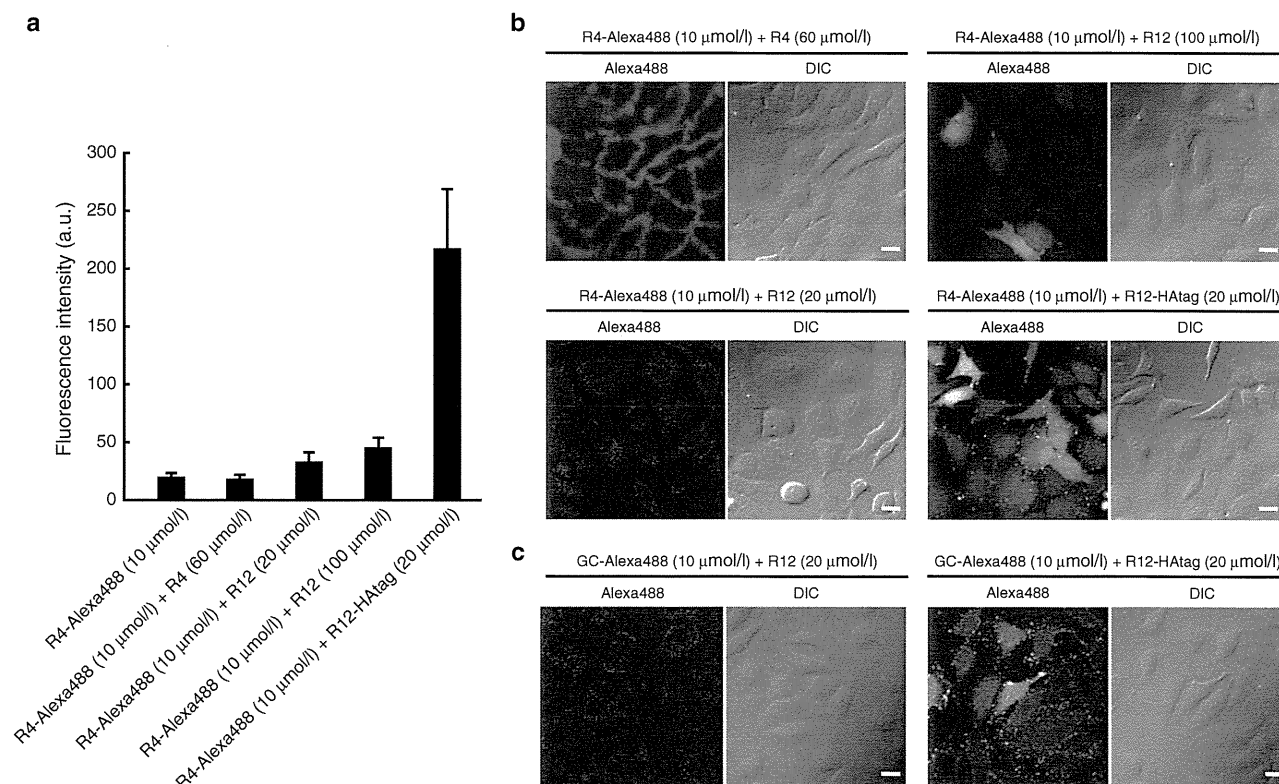 a
300
250
200
150
100
50
0
Fluorescence intensity (a.u.)
R4-Alexa488 (10 μmol/l)
R4-Alexa488 (10 μmol/l) + R4 (60 μmol/l)
R4-Alexa488 (10 μmol/l) + R12 (20 μmol/l)
R4-Alexa488 (10 μmol/l) + R12 (100 μmol/l)
R4-Alexa488 (10 μmol/l) + R12-HAtag (20 μmol/l)
b
R4-Alexa488 (10 μmol/l) + R4 (60 μmol/l)
Alexa488 DIC
R4-Alexa488 (10 μmol/l) + R12 (100 μmol/l)
Alexa488 DIC
R4-Alexa488 (10 μmol/l) + R12 (20 μmol/l)
Alexa488 DIC
R4-Alexa488 (10 μmol/l) + R12-HAtag (20 μmol/l)
Alexa488 DIC
c
GC-Alexa488 (10 μmol/l) + R12 (20 μmol/l)
Alexa488 DIC
GC-Alexa488 (10 μmol/l) + R12-HAtag (20 μmol/l)
Alexa488 DIC